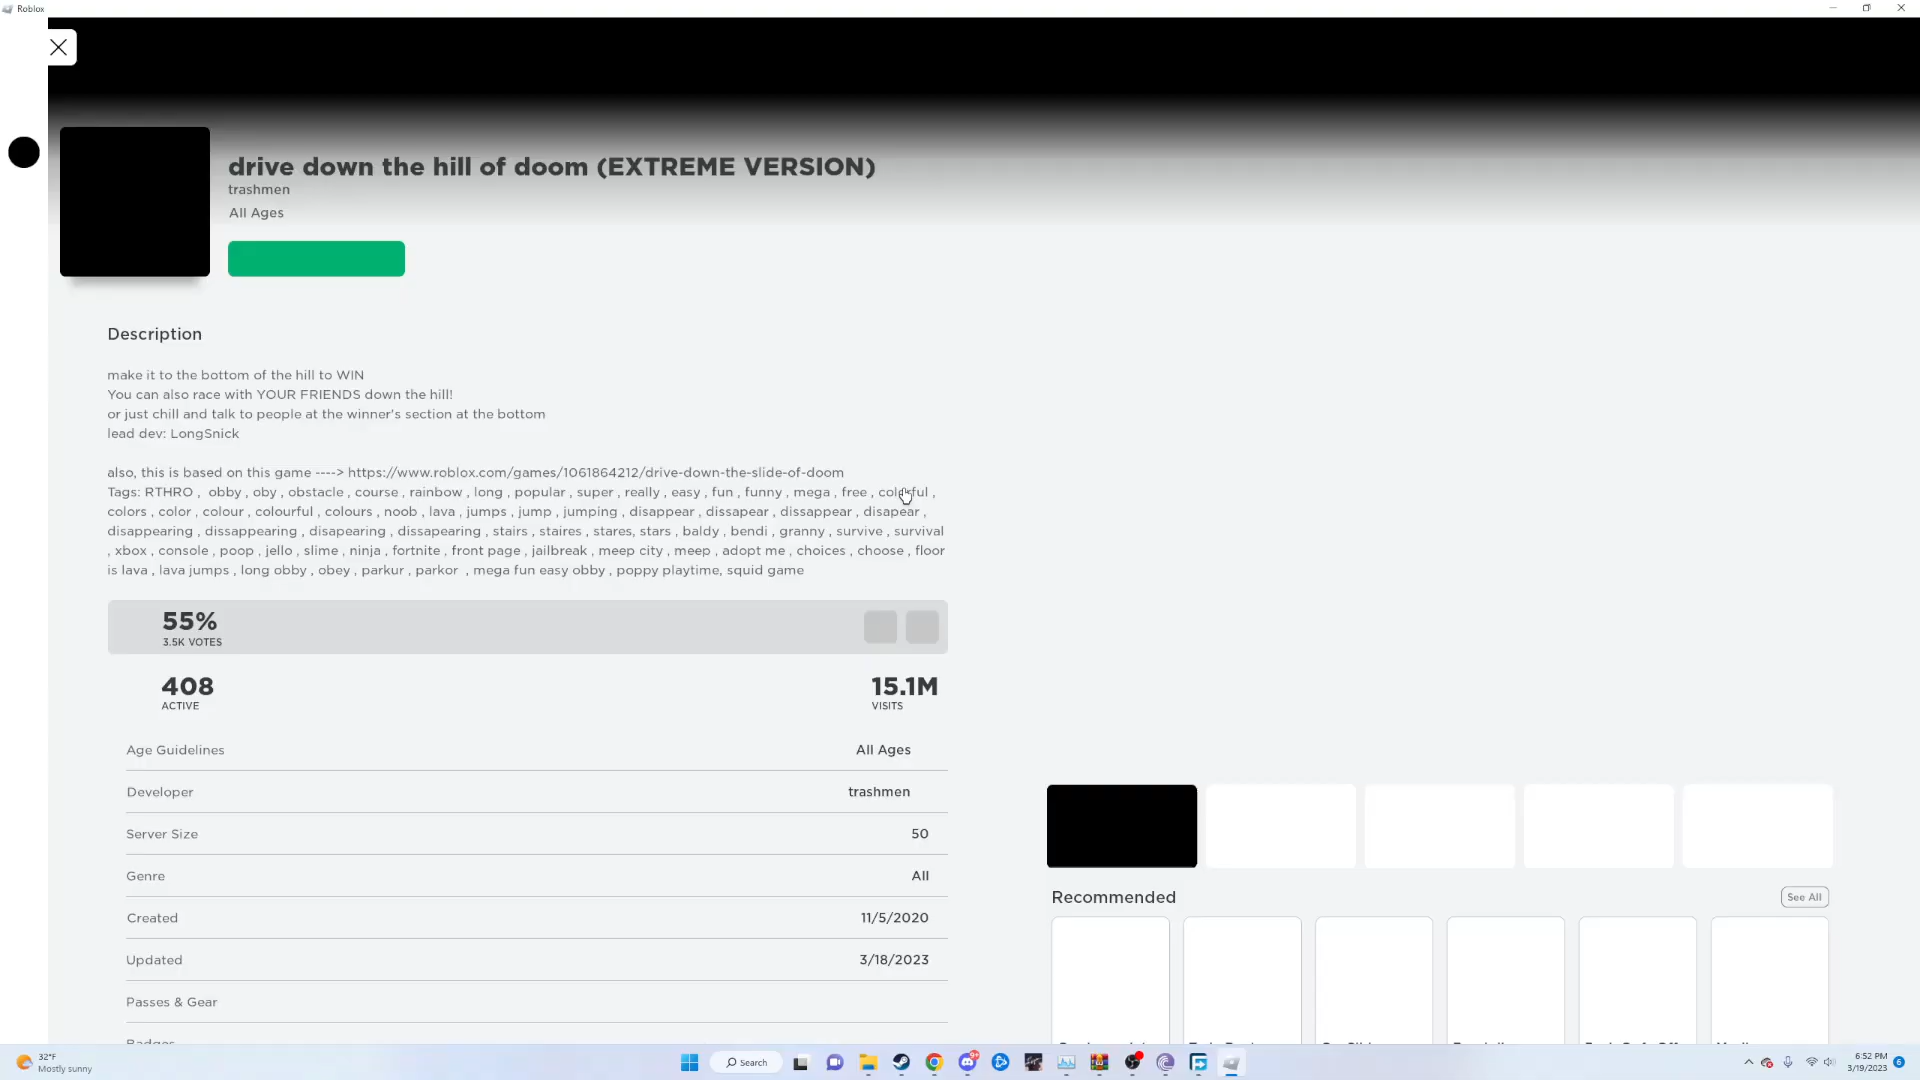 Roblox
drive down the hill of doom (EXTREME VERSION)
trashmen
All Ages
Description
make it to the bottom of the hill to WIN
You can also race with YOUR FRIENDS down the hill!
or just chill and talk to people at the winner's section at the bottom
lead dev: LongSnick
also, this is based on this game ----> https://www.roblox.com/games/1061864212/drive-down-the-slide-of-doom
Tags: RTHRO , obby , oby , obstacle , course , rainbow , long , popular , super , really , easy , fun , funny , mega , free , colorful ,
colors , color , colour , colourful , colours , noob , lava , jumps , jump , jumping , disappear , dissapear , dissappear , disapear ,
disappearing , dissappearing , disapearing , dissapearing , stairs , staires , stares, stars , baldy , bendi , granny , survive , survival
, xbox , console , poop , jello , slime , ninja , fortnite , front page , jailbreak , meep city , meep , adopt me , choices , choose , floor
is lava , lava jumps , long obby , obey , parkur , parkor , mega fun easy obby , poppy playtime, squid game
55%
3.5K VOTES
408
ACTIVE
15.1M
VISITS
Age Guidelines All Ages
Developer trashmen
Server Size 50
Genre All
Created 11/5/2020
Updated 3/18/2023
Passes & Gear
Badges
Recommended
See All
32°F
Mostly sunny
Search
9+
6:52 PM
3/19/2023
6